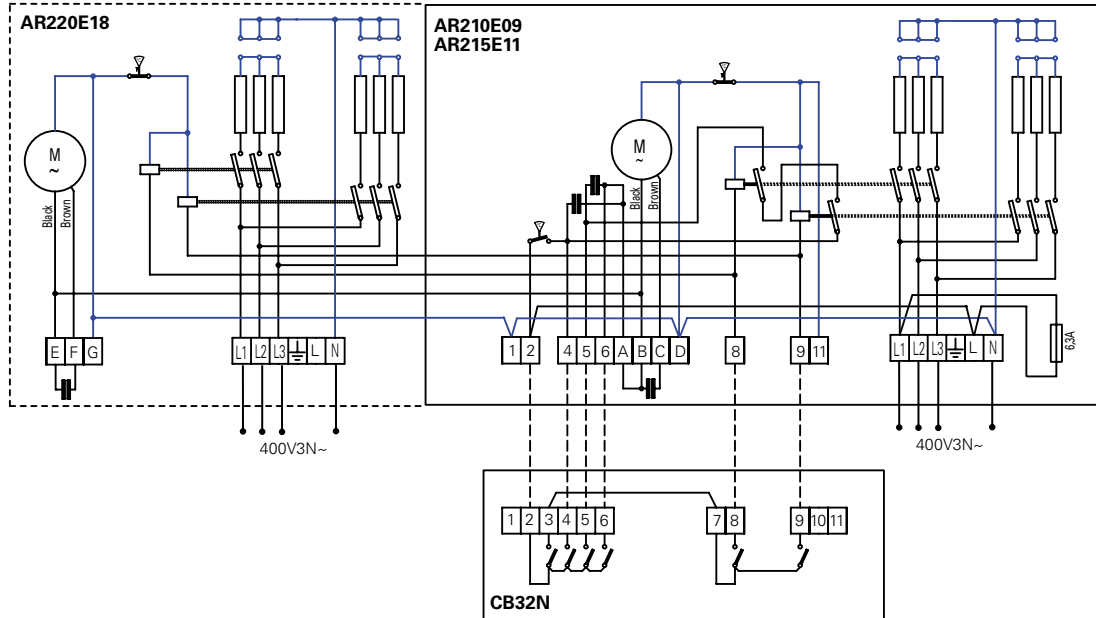 AR220E18
AR210E09
AR215E11
M
~
Black
Brown
M
~
Black
Brown
6,3A
E F G
L1 L2 L3 L N
1 2 4 5 6 A B C D 8 9 11
L1 L2 L3 L N
400V3N~
400V3N~
1 2 3 4 5 6 7 8 9 10 11
CB32N